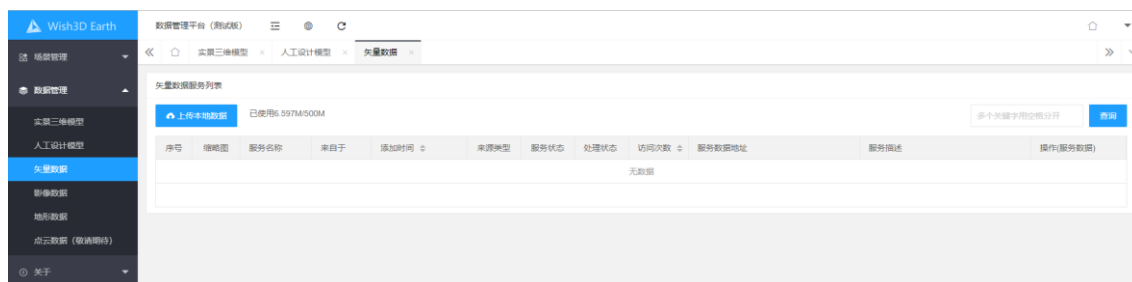 Wish3D Earth
数据管理平台（测试版）
场景管理
实景三维模型 × 人工设计模型 × 矢量数据 ×
数据管理
矢量数据服务列表
上传本地数据 已使用6.597M/500M 多个关键字用空格分开 查询
实景三维模型
人工设计模型
序号 缩略图 服务名称 来自于 添加时间 来源类型 服务状态 处理状态 访问次数 服务数据地址 服务描述 操作(服务数据)
矢量数据
无数据
影像数据
地形数据
点云数据（敬请期待）
关于